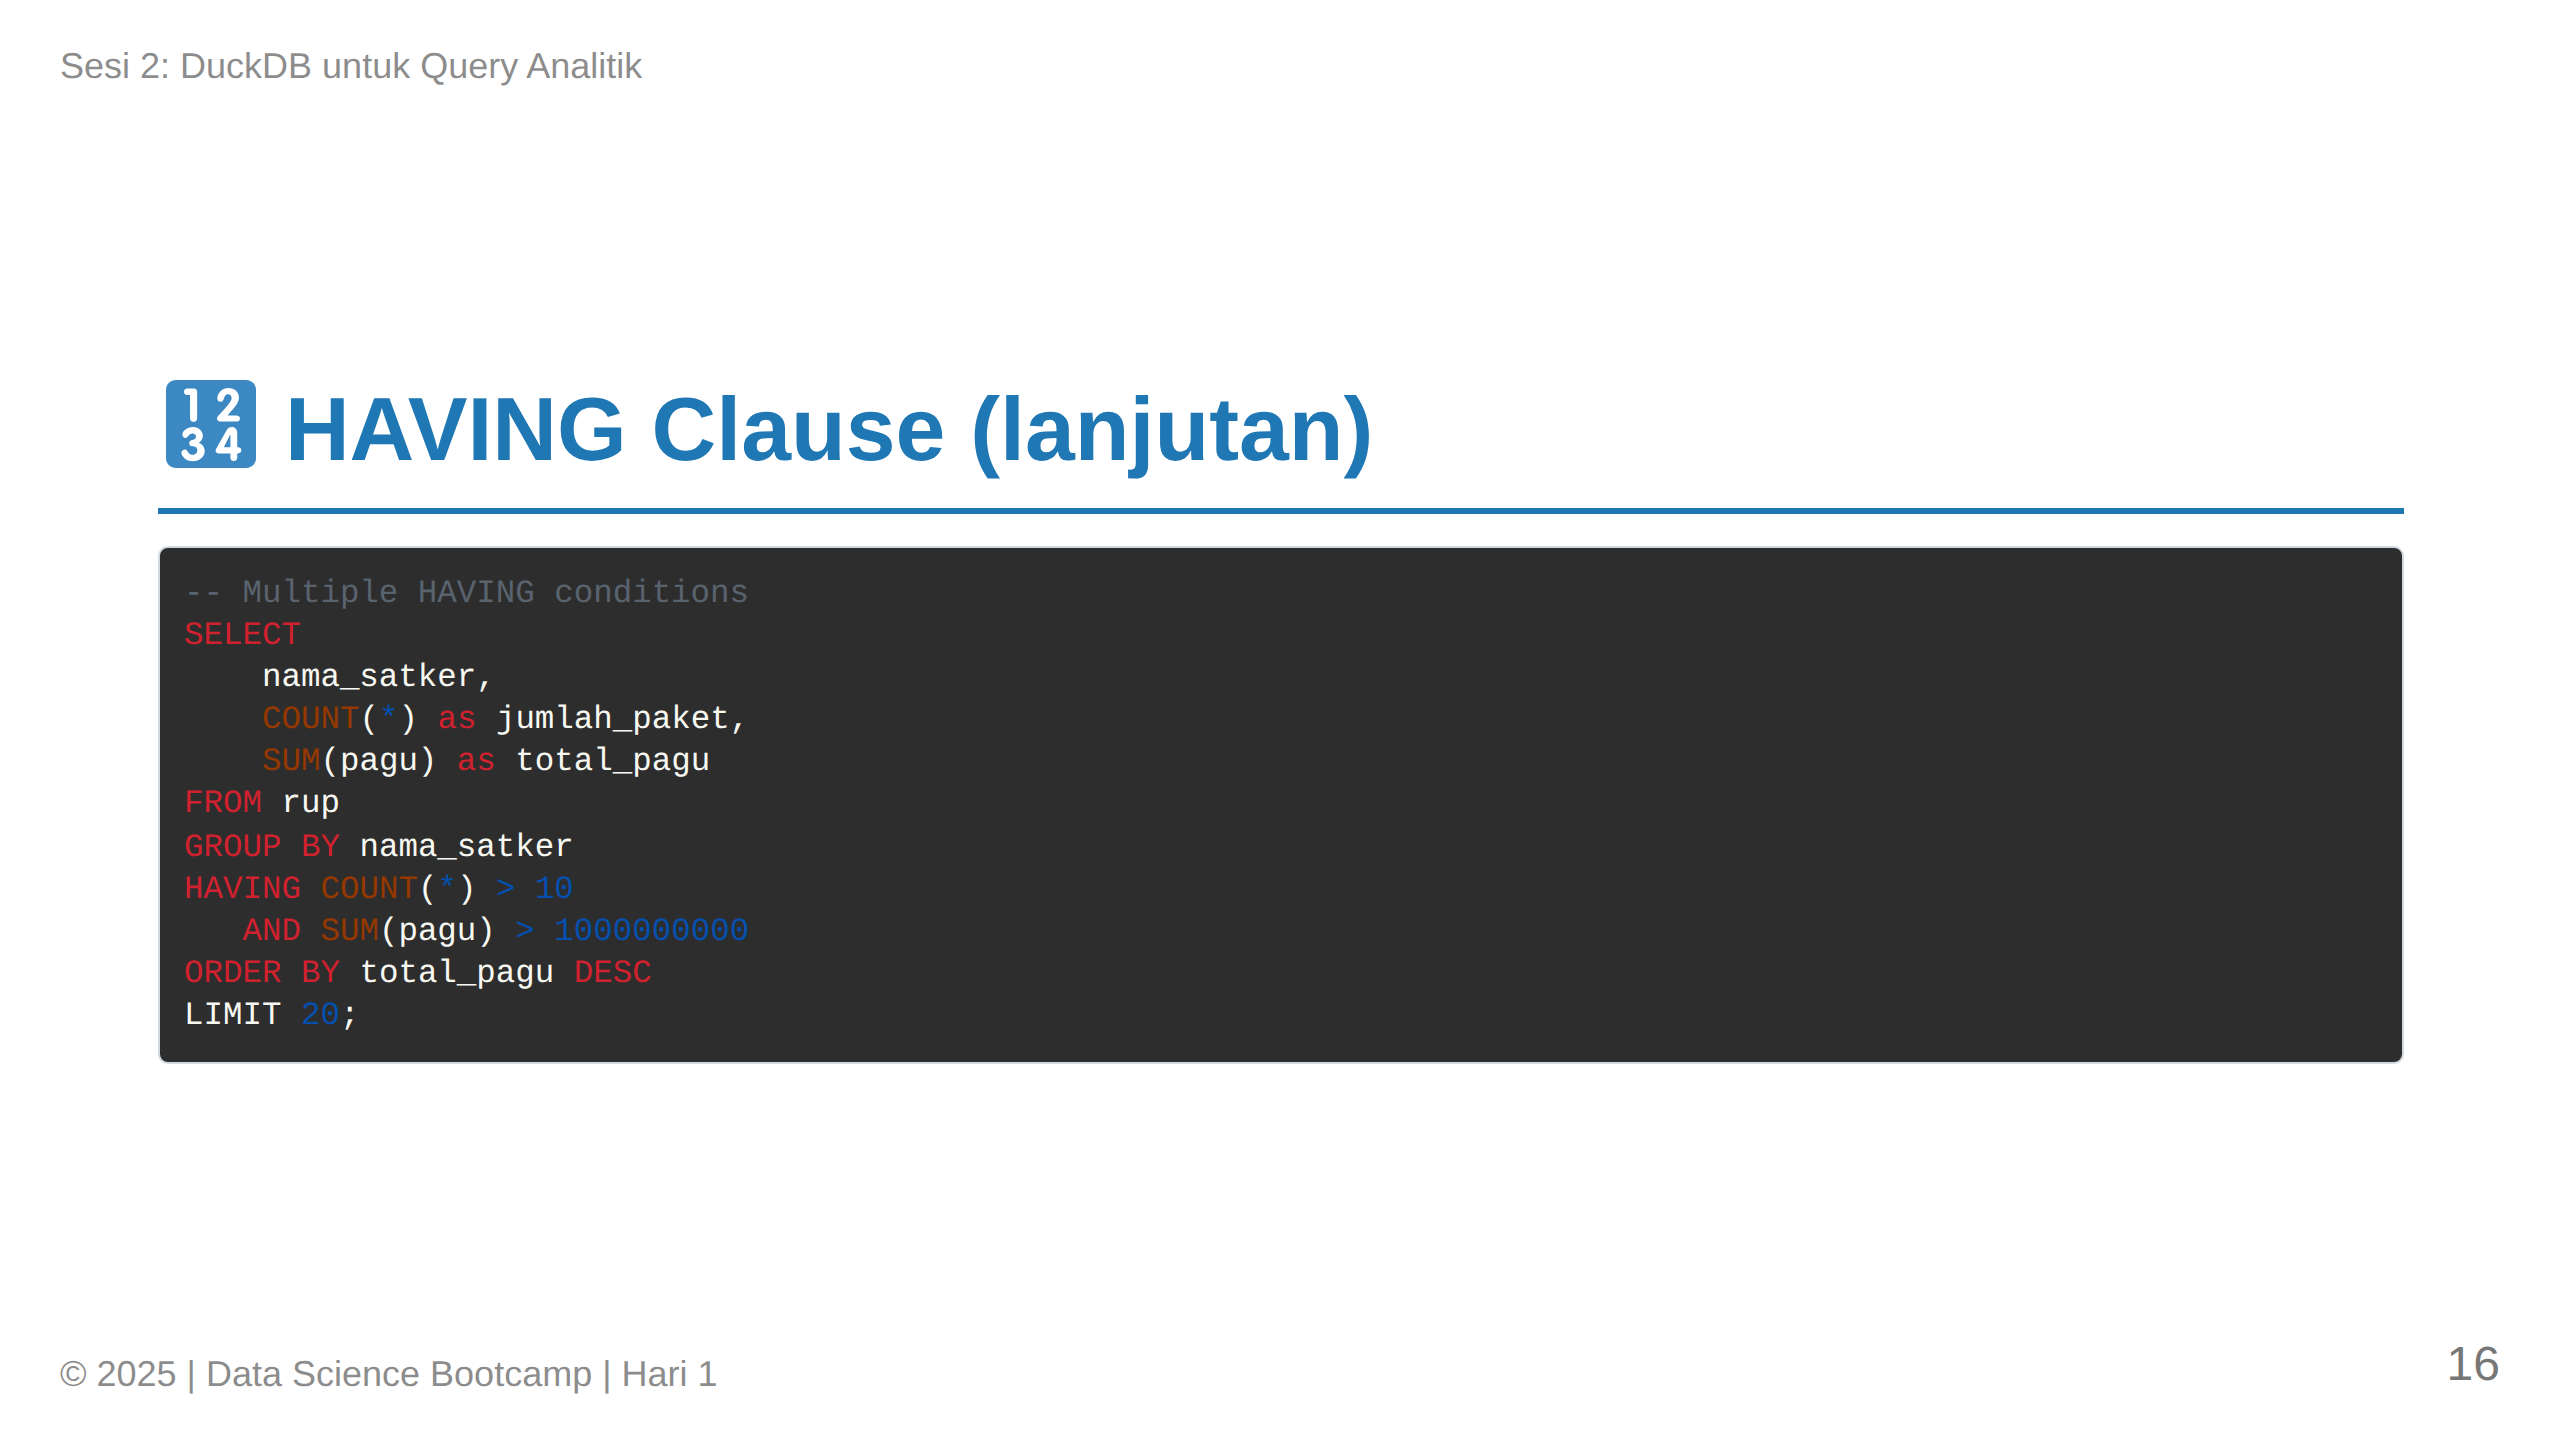 Sesi 2: DuckDB untuk Query Analitik
🔢 HAVING Clause (lanjutan)
-- Multiple HAVING conditions
SELECT
    nama_satker,
    COUNT(*) as jumlah_paket,
    SUM(pagu) as total_pagu
FROM rup
GROUP BY nama_satker
HAVING COUNT(*) > 10
   AND SUM(pagu) > 1000000000
ORDER BY total_pagu DESC
LIMIT 20;
© 2025 | Data Science Bootcamp | Hari 1
16